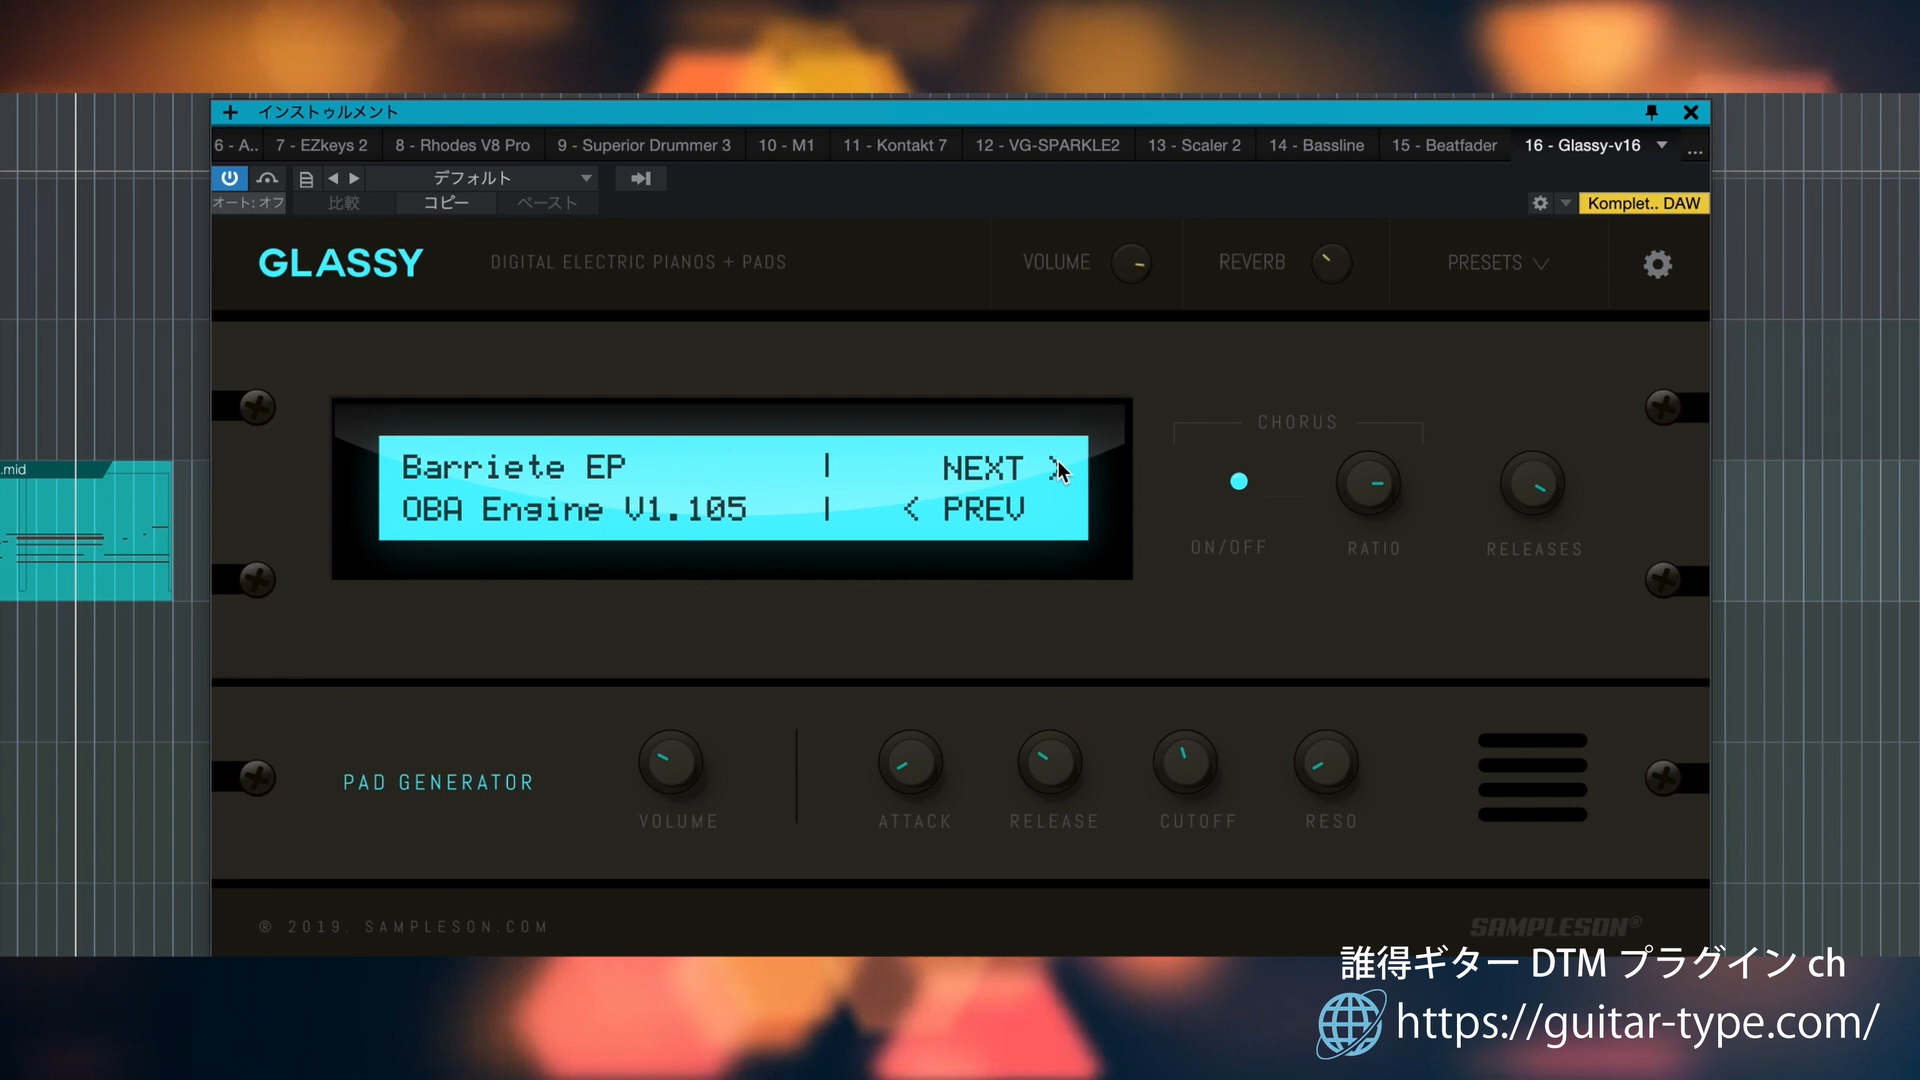 インストゥルメント
6 - A.. 7 - EZkeys 2 8 - Rhodes V8 Pro 9 - Superior Drummer 3 10 - M1 11 - Kontakt 7 12 - VG-SPARKLE2 13 - Scaler 2 14 - Bassline 15 - Beatfader 16 - Glassy-v16 ...
デフォルト
オート: オフ 比較 コピー ペースト Komplet.. DAW
GLASSY DIGITAL ELECTRIC PIANOS + PADS VOLUME REVERB PRESETS
CHORUS
.mid
Barriete EP | NEXT >
OBA Engine V1.105 | < PREV
ON/OFF RATIO RELEASES
PAD GENERATOR
VOLUME ATTACK RELEASE CUTOFF RESO
® 2019. SAMPLESON.COM
SAMPLESON®
誰得ギター DTM プラグイン ch
https://guitar-type.com/